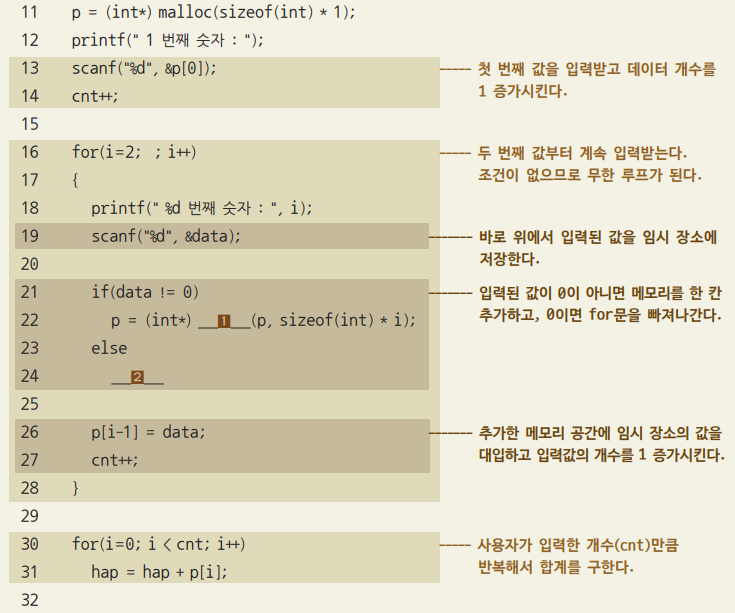 11 p = (int*) malloc(sizeof(int) * 1);
12 printf(" 1 번째 숫자 : ");
13 scanf("%d", &p[0]);
첫 번째 값을 입력받고 데이터 개수를
14 cnt++;
1 증가시킨다.
15
16 for(i=2; ; i++)
두 번째 값부터 계속 입력받는다.
17 {
조건이 없으므로 무한 루프가 된다.
18 printf(" %d 번째 숫자 : ", i);
19 scanf("%d", &data);
바로 위에서 입력된 값을 임시 장소에
저장한다.
20
21 if(data != 0)
입력된 값이 0이 아니면 메모리를 한 칸
22 p = (int*) __1__(p, sizeof(int) * i);
추가하고, 0이면 for문을 빠져나간다.
23 else
24 __2__
25
26 p[i-1] = data;
추가한 메모리 공간에 임시 장소의 값을
27 cnt++;
대입하고 입력값의 개수를 1 증가시킨다.
28 }
29
30 for(i=0; i < cnt; i++)
사용자가 입력한 개수(cnt)만큼
31 hap = hap + p[i];
반복해서 합계를 구한다.
32